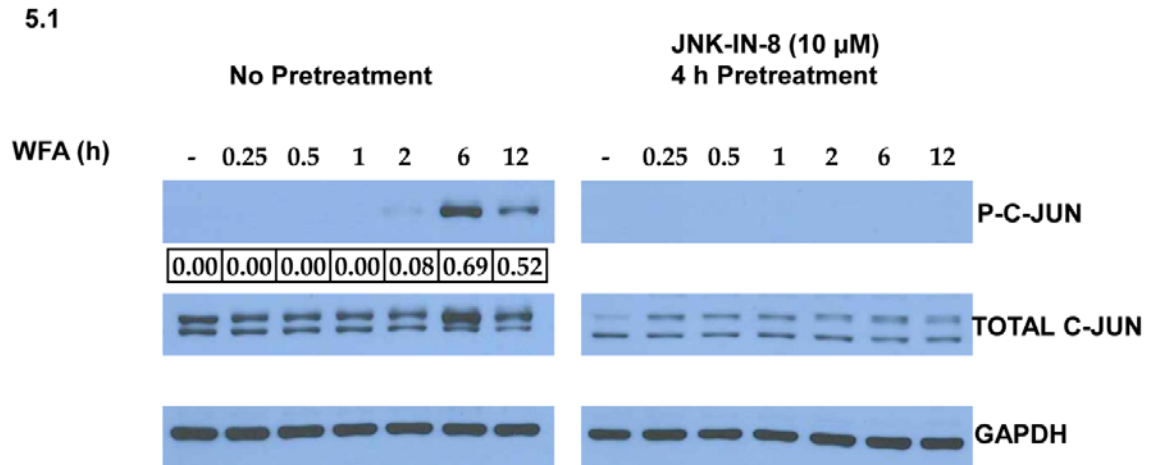 5.1
No Pretreatment
JNK-IN-8 (10 µM)
4 h Pretreatment
WFA (h) - 0.25 0.5 1 2 6 12 - 0.25 0.5 1 2 6 12
P-C-JUN
0.00 0.00 0.00 0.00 0.08 0.69 0.52
TOTAL C-JUN
GAPDH